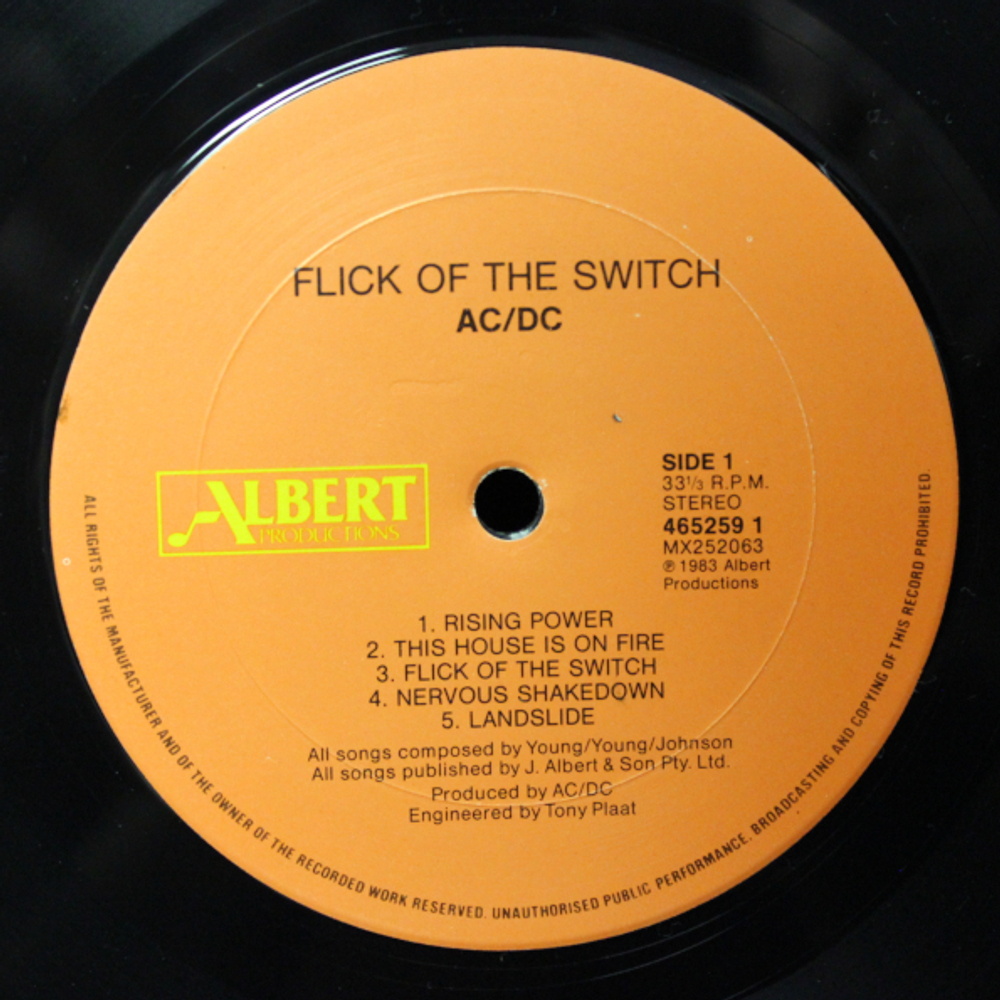 FLICK OF THE SWITCH
AC/DC
ALBERT
PRODUCTIONS
SIDE 1
33 1/3 R.P.M.
STEREO
465259 1
MX252063
℗ 1983 Albert
Productions
1. RISING POWER
2. THIS HOUSE IS ON FIRE
3. FLICK OF THE SWITCH
4. NERVOUS SHAKEDOWN
5. LANDSLIDE
All songs composed by Young/Young/Johnson
All songs published by J. Albert & Son Pty. Ltd.
Produced by AC/DC
Engineered by Tony Plaat
ALL RIGHTS OF THE MANUFACTURER AND OF THE OWNER OF THE RECORDED WORK RESERVED. UNAUTHORISED PUBLIC PERFORMANCE, BROADCASTING AND COPYING OF THIS RECORD PROHIBITED.